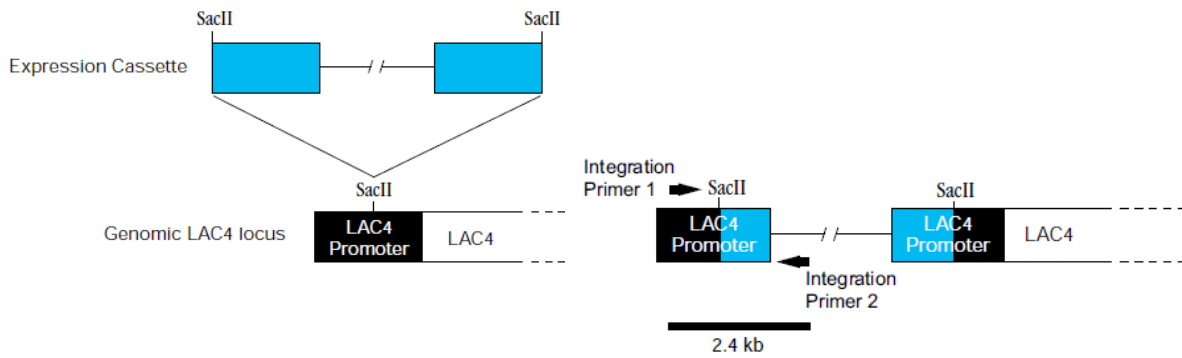 SacII
SacII
Expression Cassette
SacII
Genomic LAC4 locus
LAC4
Promoter
LAC4
Integration
Primer 1
SacII
SacII
LAC4
Promoter
LAC4
Promoter
LAC4
Integration
Primer 2
2.4 kb